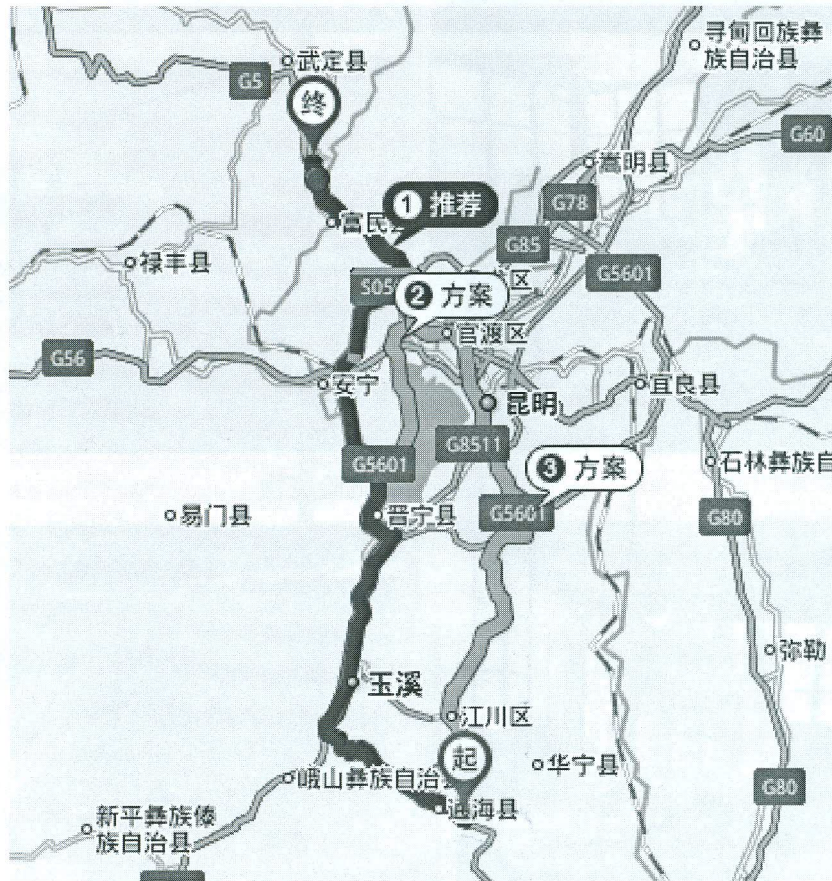 寻甸回族彝
族自治县
武定县
G5
终
G60
嵩明县
G78
① 推荐
富民
G85
禄丰县
G5601
S05
区
❷ 方案
官渡区
G56
安宁
宜良县
昆明
G8511
G5601
❸ 方案
石林彝族自
易门县
晋宁县
G5601
G80
弥勒
玉溪
江川区
起
华宁县
峨山彝族自治
G80
通海县
新平彝族傣
族自治县